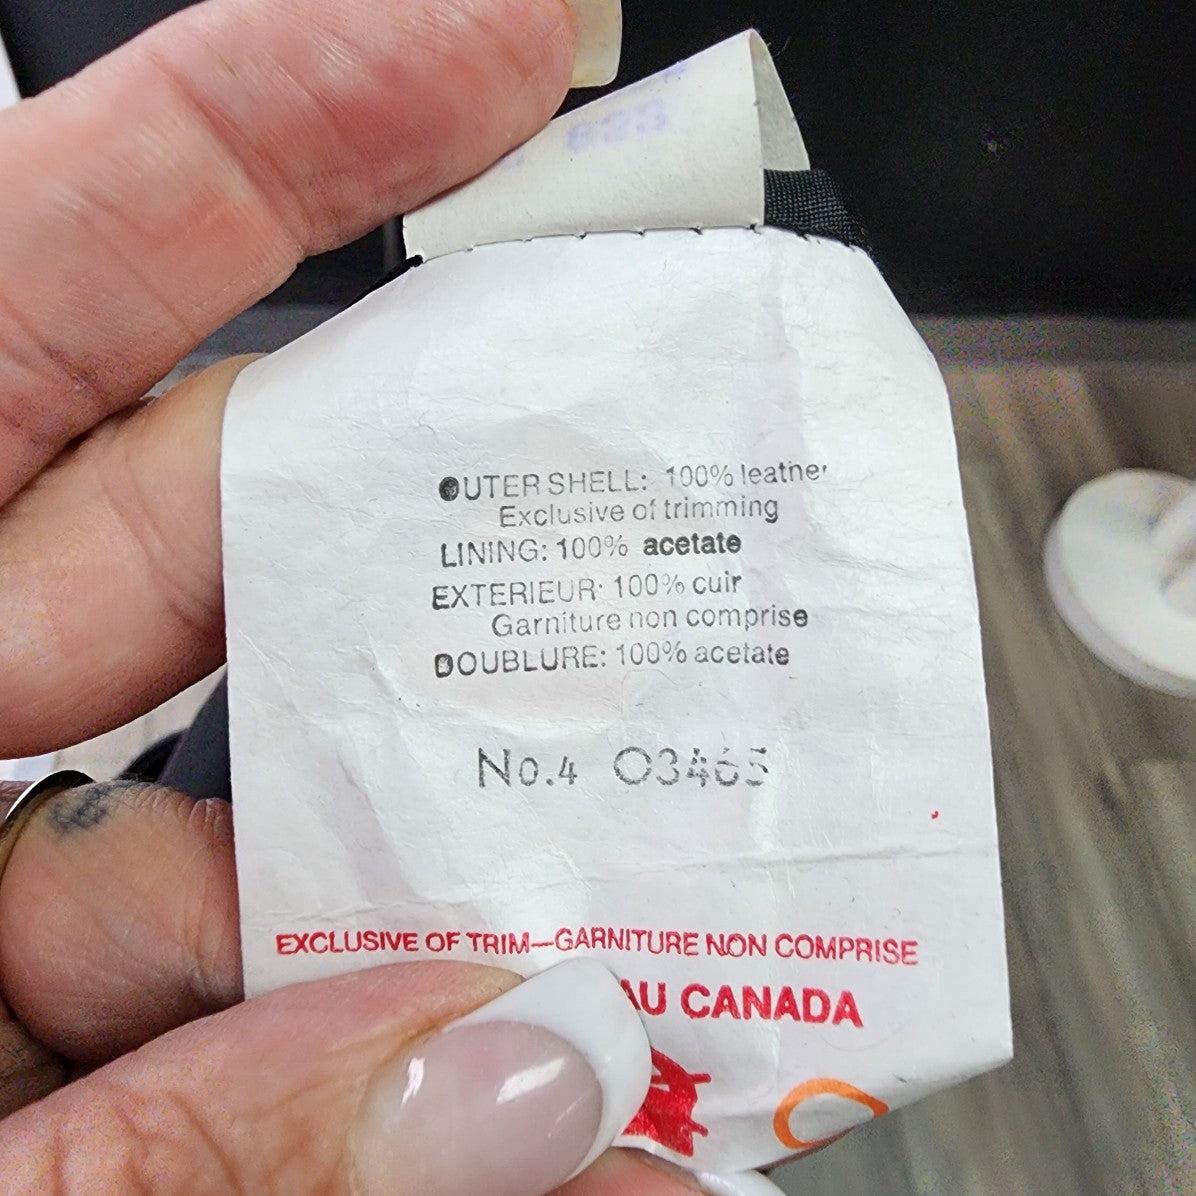 OUTER SHELL: 100% leather
Exclusive of trimming
LINING: 100% acetate
EXTERIEUR: 100% cuir
Garniture non comprise
DOUBLURE: 100% acetate
No.4 03465
EXCLUSIVE OF TRIM—GARNITURE NON COMPRISE
AU CANADA